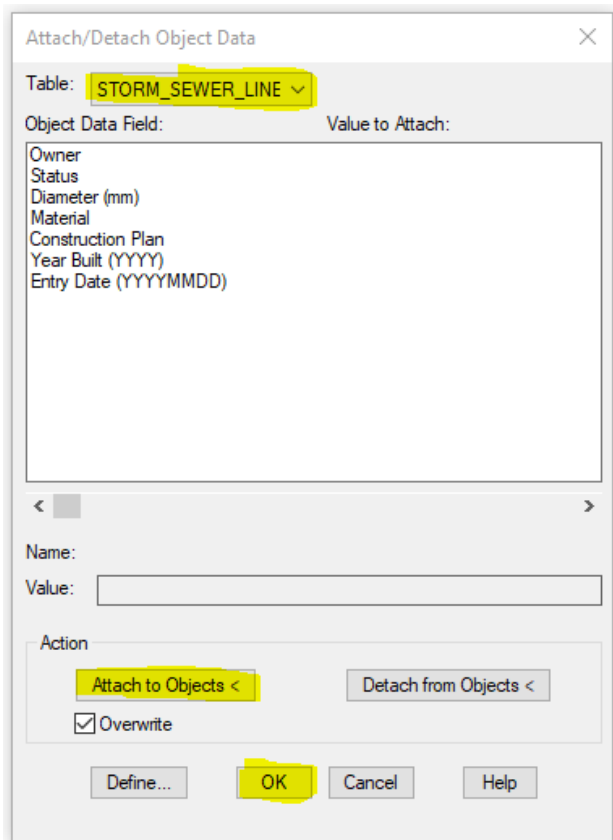 Attach/Detach Object Data
Table: STORM_SEWER_LINE
Object Data Field: Value to Attach:
Owner
Status
Diameter (mm)
Material
Construction Plan
Year Built (YYYY)
Entry Date (YYYYMMDD)
Name:
Value:
Action
Attach to Objects < Detach from Objects <
Overwrite
Define... OK Cancel Help